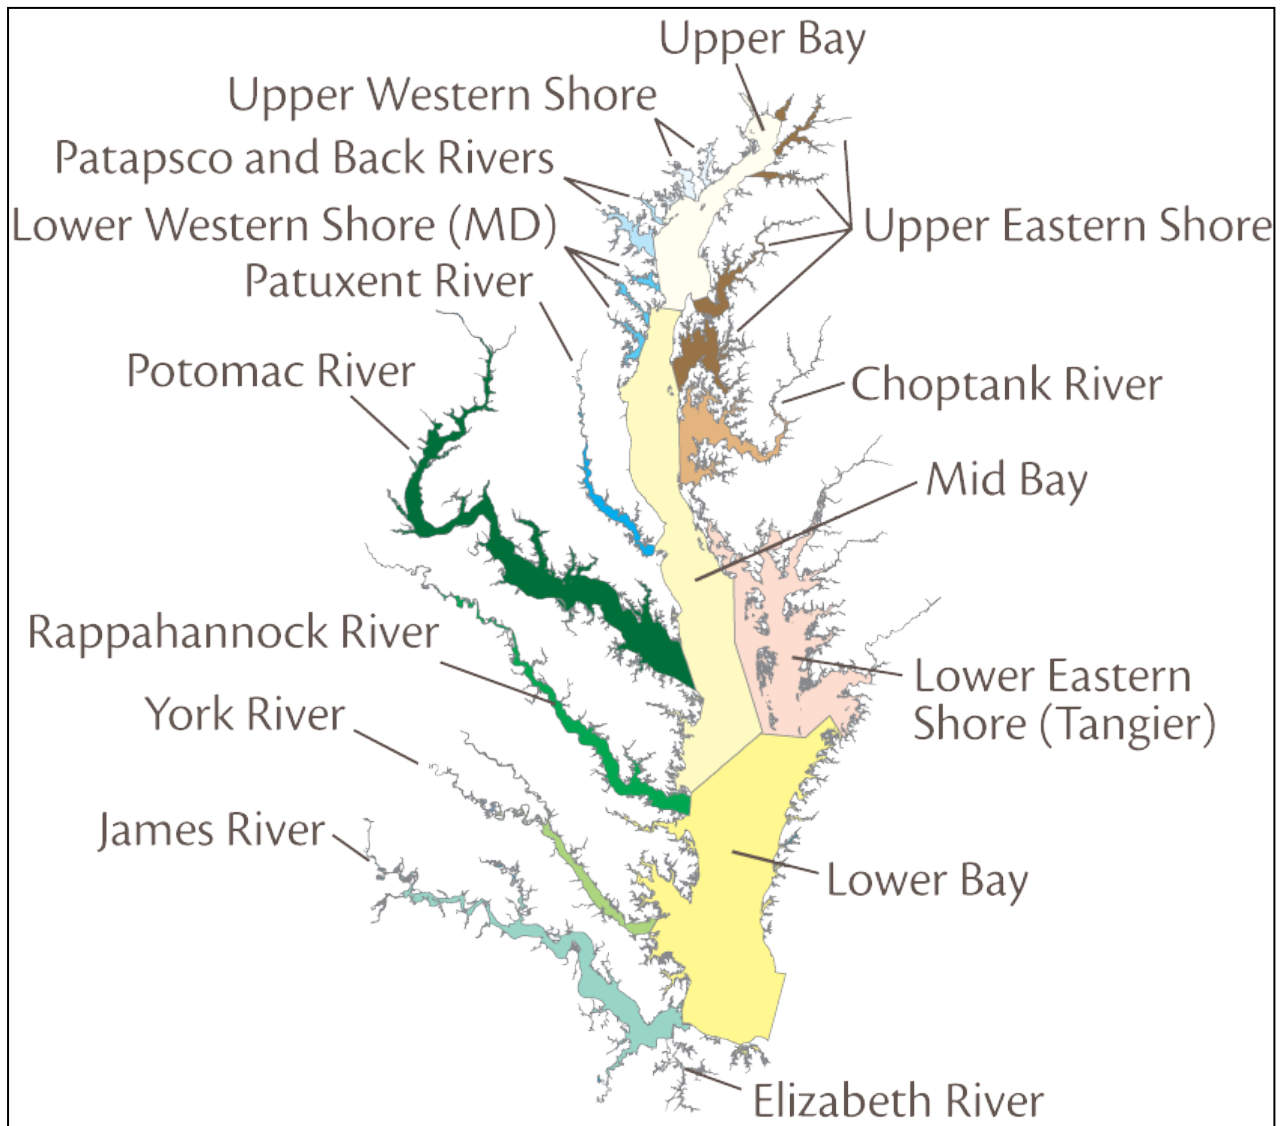 Upper Bay
Upper Western Shore
Patapsco and Back Rivers
Lower Western Shore (MD)
Upper Eastern Shore
Patuxent River
Potomac River
Choptank River
Mid Bay
Rappahannock River
Lower Eastern
Shore (Tangier)
York River
James River
Lower Bay
Elizabeth River